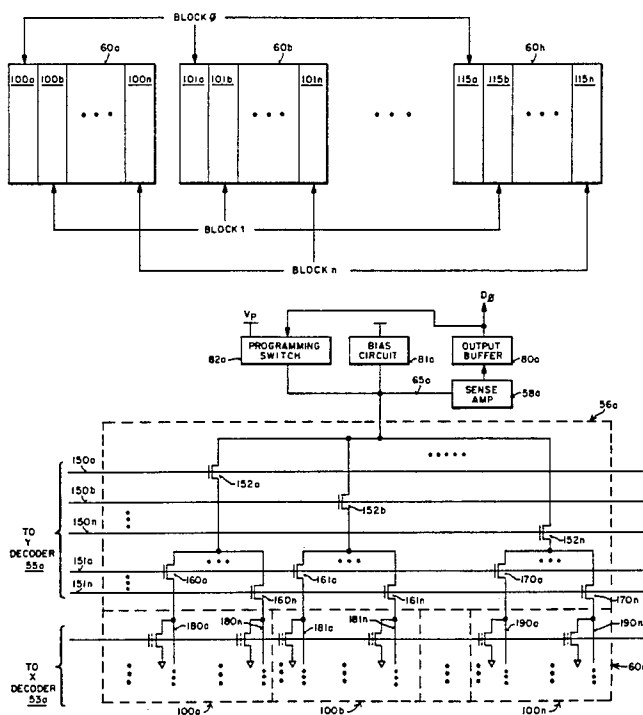 BLOCK Ø
60a 60b 60h
100a 100b 100n 101a 101b 101n 115a 115b 115n
BLOCK 1
BLOCK n
DØ
VP
PROGRAMMING SWITCH
82a
BIAS CIRCUIT
81a
OUTPUT BUFFER
80a
65a
SENSE AMP
58a
56a
150a
152a
150b
152b
150n
152n
TO Y DECODER 55a
151a
160a 161a 170a
151n
160n 161n 170n
180a 180n 181a 181n 190a 190n
TO X DECODER 53a
100a 100b 100n